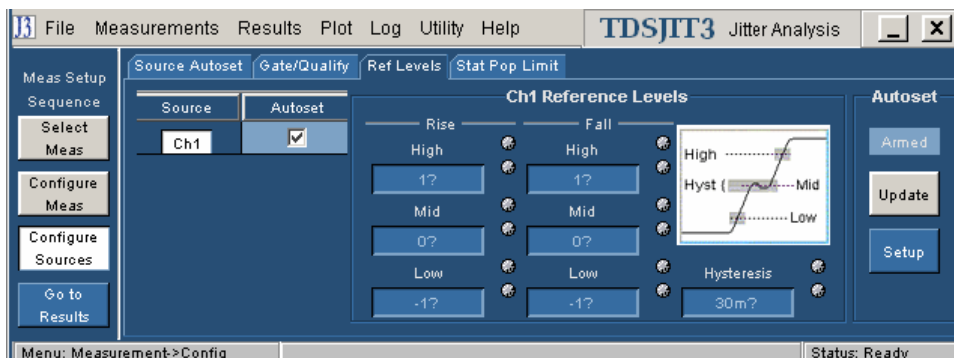 J3 File Measurements Results Plot Log Utility Help TDSJIT3 Jitter Analysis
Meas Setup
Sequence
Select
Meas
Configure
Meas
Configure
Sources
Go to
Results
Source Autoset Gate/Qualify Ref Levels Stat Pop Limit
Source Autoset
Ch1
Ch1 Reference Levels
Rise Fall
High High
1? 1?
Mid Mid
0? 0?
Low Low
-1? -1?
High
Hyst ( Mid
Low
Hysteresis
30m?
Autoset
Armed
Update
Setup
Menu: Measurement->Config Status: Ready